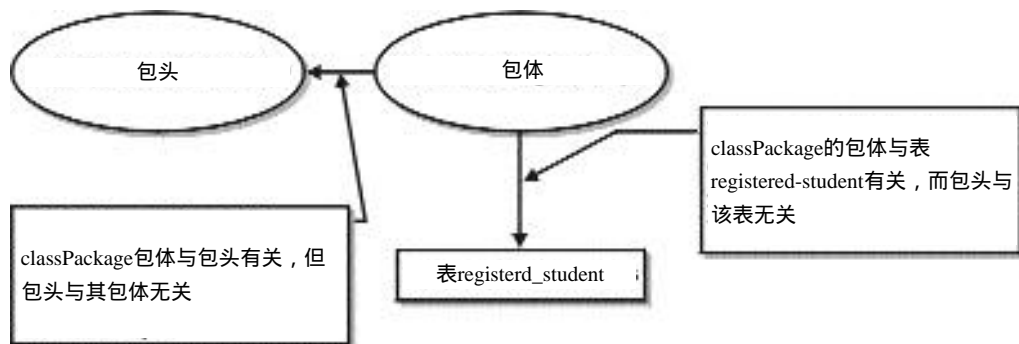 包头
包体
classPackage的包体与表
registered-student有关，而包头与
该表无关
classPackage包体与包头有关，但
包头与其包体无关
表registerd_student